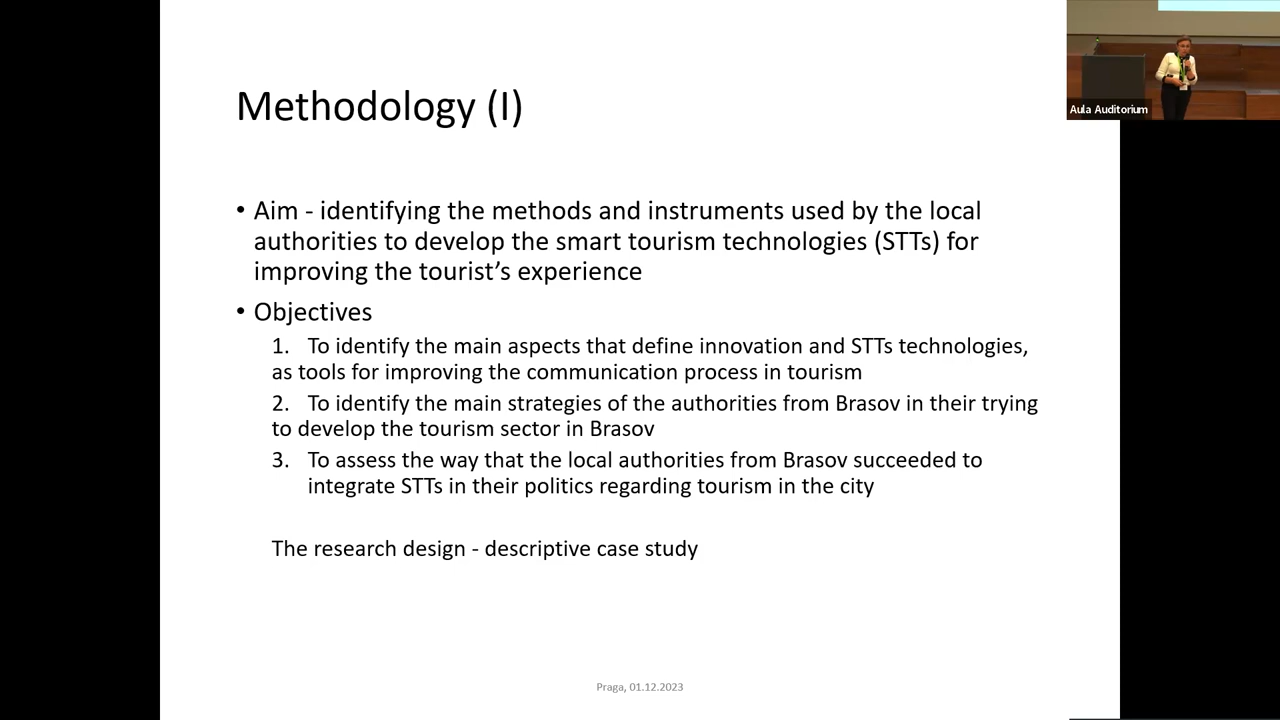 Methodology (I)
• Aim - identifying the methods and instruments used by the local
authorities to develop the smart tourism technologies (STTs) for
improving the tourist’s experience
• Objectives
1. To identify the main aspects that define innovation and STTs technologies,
as tools for improving the communication process in tourism
2. To identify the main strategies of the authorities from Brasov in their trying
to develop the tourism sector in Brasov
3. To assess the way that the local authorities from Brasov succeeded to
integrate STTs in their politics regarding tourism in the city
The research design - descriptive case study
Praga, 01.12.2023
Aula Auditorium